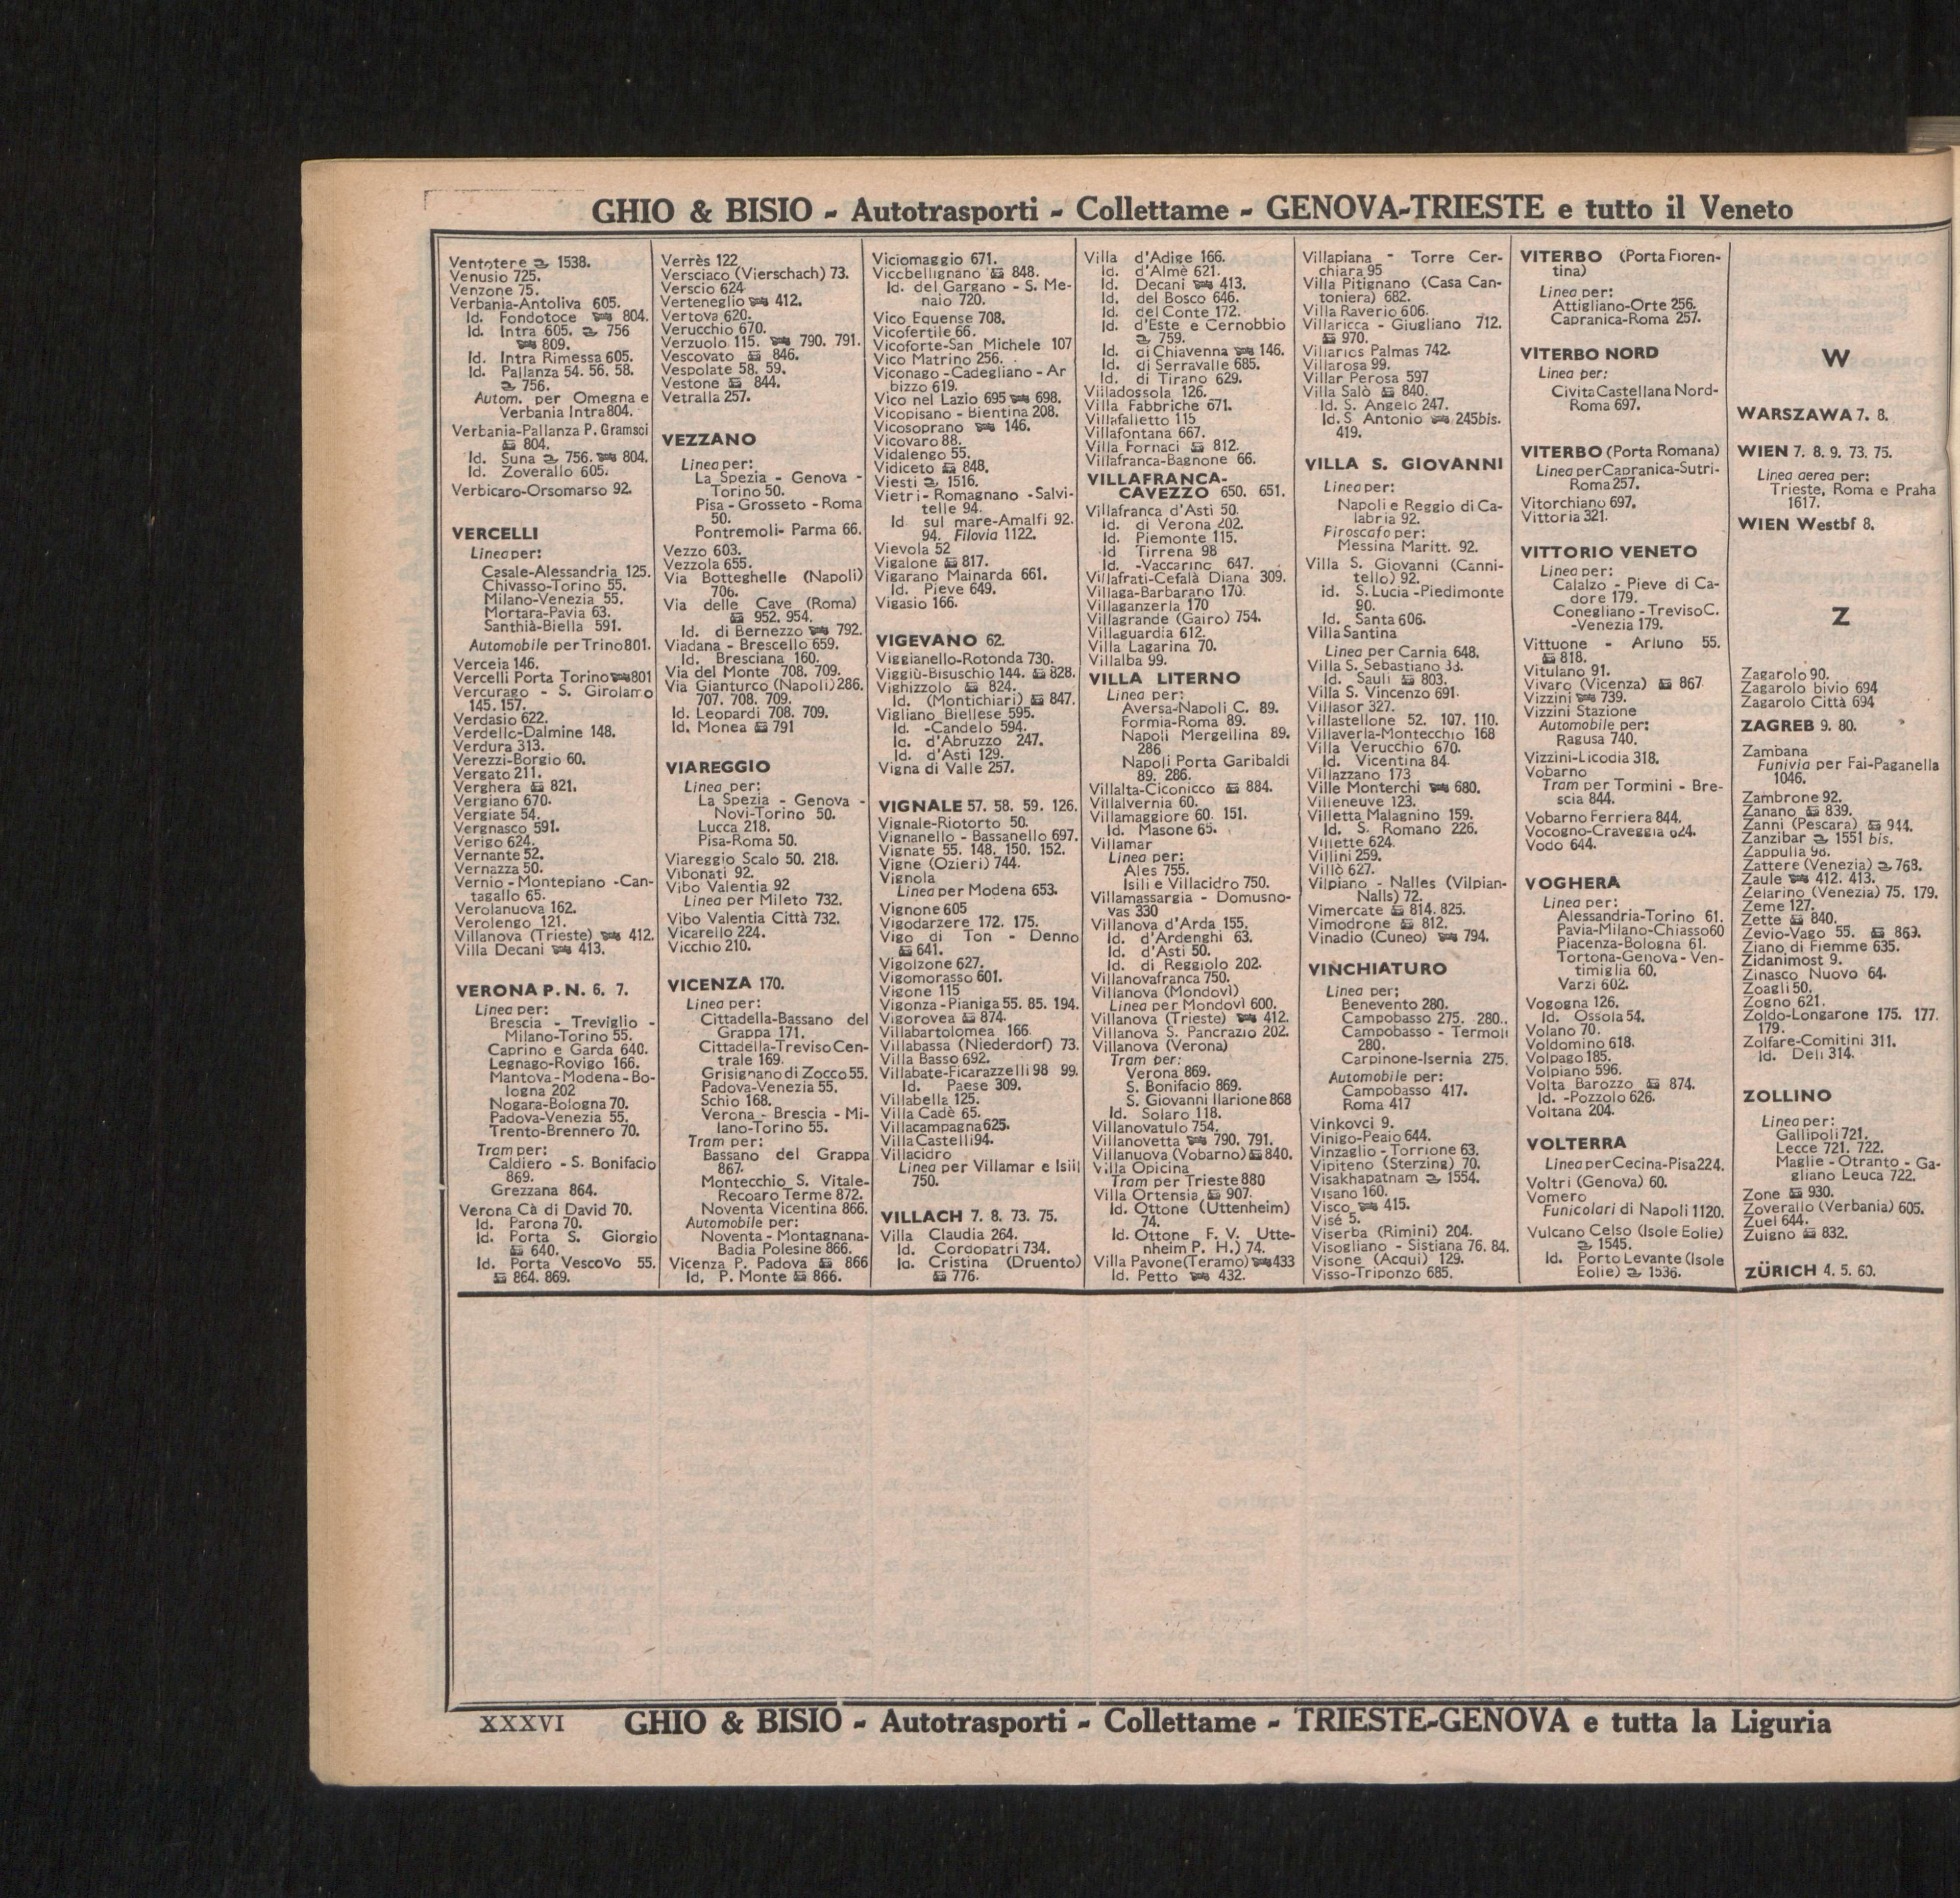 GHIO & BISIO - Autotrasporti - Collettame - GENOVA-TRIESTE e tutto il Veneto
Ventotere 1538.
Venusio 725.
Venzone 75.
Verbania-Antoliva 605.
Id. Fondotoce 804.
Id. Intra 605. 756
809.
Id. Intra Rimessa 605.
Id. Pallanza 54. 56. 58.
756.
Autom. per Omegna e
Verbania Intra 804.
Verbania-Pallanza P. Gramsci
804.
Id. Suna 756. 804.
Id. Zoverallo 605.
Verbicaro-Orsomarso 92.
VERCELLI
Linea per:
Casale-Alessandria 125.
Chivasso-Torino 55.
Milano-Venezia 55.
Mortara-Pavia 63.
Santhià-Biella 591.
Automobile per Trino 801.
Verceia 146.
Vercelli Porta Torino 801
Vercurago - S. Girolamo
145. 157.
Verdasio 622.
Verdello-Dalmine 148.
Verdura 313.
Verezzi-Borgio 60.
Vergato 211.
Verghera 821.
Vergiano 670.
Vergiate 54.
Vergnasco 591.
Verigo 624.
Vernante 52.
Vernazza 50.
Vernio - Montepiano - Can-
tagallo 65.
Verolanuova 162.
Verolengo 121.
Villanova (Trieste) 412.
Villa Decani 413.
VERONA P. N. 6. 7.
Linea per:
Brescia - Treviglio -
Milano-Torino 55.
Caprino e Garda 640.
Legnago-Rovigo 166.
Mantova - Modena - Bo-
logna 202
Nogara-Bologna 70.
Padova-Venezia 55.
Trento-Brennero 70.
Tram per:
Caldiero - S. Bonifacio
869.
Grezzana 864.
Verona Cà di David 70.
Id. Parona 70.
Id. Porta S. Giorgio
640.
Id. Porta Vescovo 55.
864. 869.
Verrès 122
Versciaco (Vierschach) 73.
Verscio 624
Verteneglio 412.
Vertova 620.
Verucchio 670.
Verzuolo 115. 790. 791.
Vescovato 846.
Vespolate 58. 59.
Vestone 844.
Vetralla 257.
VEZZANO
Linea per:
La Spezia - Genova -
Torino 50.
Pisa - Grosseto - Roma
50.
Pontremoli- Parma 66.
Vezzo 603.
Vezzola 655.
Via Botteghelle (Napoli)
706.
Via delle Cave (Roma)
952. 954.
Id. di Bernezzo 792.
Viadana - Brescello 659.
Id. Bresciana 160.
Via del Monte 708. 709.
Via Gianturco (Napoli) 286.
707. 708. 709.
Id. Leopardi 708. 709.
Id. Monea 791
VIAREGGIO
Linea per:
La Spezia - Genova -
Novi-Torino 50.
Lucca 218.
Pisa-Roma 50.
Viareggio Scalo 50. 218.
Vibonati 92.
Vibo Valentia 92
Linea per Mileto 732.
Vibo Valentia Città 732.
Vicarello 224.
Vicchio 210.
VICENZA 170.
Linea per:
Cittadella-Bassano del
Grappa 171.
Cittadella-Treviso Cen-
trale 169.
Grisignano di Zocco 55.
Padova-Venezia 55.
Schio 168.
Verona - Brescia - Mi-
lano-Torino 55.
Tram per:
Bassano del Grappa
867.
Montecchio S. Vitale-
Recoaro Terme 872.
Noventa Vicentina 866.
Automobile per:
Noventa - Montagnana-
Badia Polesine 866.
Vicenza P. Padova 866
Id. P. Monte 866.
Viciomaggio 671.
Vicobellignano 848.
Id. del Gargano - S. Me-
naio 720.
Vico Equense 708.
Vicofertile 66.
Vicoforte-San Michele 107
Vico Matrino 256.
Viconago - Cadegliano - Ar
bizzo 619.
Vico nel Lazio 695 698.
Vicopisano - Bientina 208.
Vicosoprano 146.
Vicovaro 88.
Vidalengo 55.
Vidiceto 848.
Viesti 1516.
Vietri - Romagnano - Salvi-
telle 94.
Id sul mare-Amalfi 92.
94. Filovia 1122.
Vievola 52
Vigalone 817.
Vigarano Mainarda 661.
Id. Pieve 649.
Vigasio 166.
VIGEVANO 62.
Viggianello-Rotonda 730.
Viggiù-Bisuschio 144. 828.
Vighizzolo 824.
Id. (Montichiari) 847.
Vigliano Biellese 595.
Id. -Candelo 594.
Id. d'Abruzzo 247.
Id. d'Asti 129.
Vigna di Valle 257.
VIGNALE 57. 58. 59. 126.
Vignale-Riotorto 50.
Vignanello - Bassanello 697.
Vignate 55. 148. 150. 152.
Vigne (Ozieri) 744.
Vignola
Linea per Modena 653.
Vignone 605
Vigodarzere 172. 175.
Vigo di Ton - Denno
641.
Vigolzone 627.
Vigomorasso 601.
Vigone 115
Vigonza - Pianiga 55. 85. 194.
Vigorovea 874.
Villabartolomea 166.
Villabassa (Niederdorf) 73.
Villa Basso 692.
Villabate-Ficarazzelli 98 99.
Id. Paese 309.
Villabella 125.
Villa Cadè 65.
Villacampagna 625.
Villa Castelli 94.
Villacidro
Linea per Villamar e Isili
750.
VILLACH 7. 8. 73. 75.
Villa Claudia 264.
Id. Cordopatri 734.
Id. Cristina (Druento)
776.
Villa d'Adige 166.
Id. d'Almè 621.
Id. Decani 413.
Id. del Bosco 646.
Id. del Conte 172.
Id. d'Este e Cernobbio
759.
Id. di Chiavenna 146.
Id. di Serravalle 685.
Id. di Tirano 629.
Villadossola 126.
Villa Fabbriche 671.
Villafalletto 115
Villafontana 667.
Villa Fornaci 812.
Villafranca-Bagnone 66.
VILLAFRANCA-
CAVEZZO 650. 651.
Villafranca d'Asti 50.
Id. di Verona 202.
Id. Piemonte 115.
Id Tirrena 98
Id. -Vaccarino 647.
Villafrati-Cefalà Diana 309.
Villaga-Barbarano 170.
Villaganzerla 170
Villagrande (Gairo) 754.
Villaguardia 612.
Villa Lagarina 70.
Villalba 99.
VILLA LITERNO
Linea per:
Aversa-Napoli C. 89.
Formia-Roma 89.
Napoli Mergellina 89.
286
Napoli Porta Garibaldi
89. 286.
Villalta-Ciconicco 884.
Villalvernia 60.
Villamaggiore 60. 151.
Id. Masone 65.
Villamar
Linea per:
Ales 755.
Isili e Villacidro 750.
Villamassargia - Domusno-
vas 330
Villanova d'Arda 155.
Id. d'Ardenghi 63.
Id. d'Asti 50.
Id. di Reggiolo 202.
Villanovafranca 750.
Villanova (Mondovì)
Linea per Mondovì 600.
Villanova (Trieste) 412.
Villanova S. Pancrazio 202.
Villanova (Verona)
Tram per:
Verona 869.
S. Bonifacio 869.
S. Giovanni Ilarione 868
Id. Solaro 118.
Villanovatulo 754.
Villanovetta 790. 791.
Villanuova (Vobarno) 840.
Villa Opicina
Tram per Trieste 880
Villa Ortensia 907.
Id. Ottone (Uttenheim)
74.
Id. Ottone F. V. Utte-
nheim P. H.) 74.
Villa Pavone (Teramo) 433
Id. Petto 432.
Villapiana - Torre Cer-
chiara 95
Villa Pitignano (Casa Can-
toniera) 682.
Villa Raverio 606.
Villaricca - Giugliano 712.
970.
Villarios Palmas 742.
Villarosa 99.
Villar Perosa 597
Villa Salò 840.
Id. S. Angelo 247.
Id. S Antonio 245bis.
419.
VILLA S. GIOVANNI
Linea per:
Napoli e Reggio di Ca-
labria 92.
Piroscafo per:
Messina Maritt. 92.
Villa S. Giovanni (Canni-
tello) 92.
id. S. Lucia - Piedimonte
90.
Id. Santa 606.
Villa Santina
Linea per Carnia 648.
Villa S. Sebastiano
Id. Sauli 803.
Villa S. Vincenzo 691.
Villasor 327.
Villastellone 52. 107. 110.
Villaverla-Montecchio 168
Villa Verucchio 670.
Id. Vicentina 84.
Villazzano 173
Ville Monterchi 680.
Villeneuve 123.
Villetta Malagnino 159.
Id. S. Romano 226.
Villette 624.
Villini 259.
Villò 627.
Vilpiano - Nalles (Vilpian-
Nalls) 72.
Vimercate 814. 825.
Vimodrone 812.
Vinadio (Cuneo) 794.
VINCHIATURO
Linea per;
Benevento 280.
Campobasso 275. 280..
Campobasso - Termoli
280.
Carpinone-Isernia 275.
Automobile per:
Campobasso 417.
Roma 417
Vinkovci 9.
Vinigo-Peaio 644.
Vinzaglio - Torrione 63.
Vipiteno (Sterzing) 70.
Visakhapatnam 1554.
Visano 160.
Visco 415.
Visé 5.
Viserba (Rimini) 204.
Visogliano - Sistiana 76. 84.
Visone (Acqui) 129.
Visso-Triponzo 685.
VITERBO (Porta Fioren-
tina)
Linea per:
Attigliano-Orte 256.
Capranica-Roma 257.
VITERBO NORD
Linea per:
Civita Castellana Nord-
Roma 697.
VITERBO (Porta Romana)
Linea per Capranica-Sutri-
Roma 257.
Vitorchiano 697.
Vittoria 321.
VITTORIO VENETO
Linea per:
Calalzo - Pieve di Ca-
dore 179.
Conegliano - Treviso C.
-Venezia 179.
Vittuone - Arluno 55.
818.
Vitulano 91.
Vivaro (Vicenza) 867
Vizzini 739.
Vizzini Stazione
Automobile per:
Ragusa 740.
Vizzini-Licodia 318.
Vobarno
Tram per Tormini - Bre-
scia 844.
Vobarno Ferriera 844.
Vocogno-Craveggia 624.
Vodo 644.
VOGHERA
Linea per:
Alessandria-Torino 61.
Pavia-Milano-Chiasso 60
Piacenza-Bologna 61.
Tortona-Genova - Ven-
timiglia 60.
Varzi 602.
Vogogna 126.
Id. Ossola 54.
Volano 70.
Voldomino 618.
Volpago 185.
Volpiano 596.
Volta Barozzo 874.
Id. -Pozzolo 626.
Voltana 204.
VOLTERRA
Linea per Cecina-Pisa 224.
Voltri (Genova) 60.
Vomero
Funicolari di Napoli 1120.
Vulcano Celso (Isole Eolie)
1545.
Id. Porto Levante (Isole
Eolie) 1536.
W
WARSZAWA 7. 8.
WIEN 7. 8. 9. 73. 75.
Linea aerea per:
Trieste, Roma e Praha
1617.
WIEN Westbf 8.
Z
Zagarolo 90.
Zagarolo bivio 694
Zagarolo Città 694
ZAGREB 9. 80.
Zambana
Funivia per Fai-Paganella
1046.
Zambrone 92.
Zanano 839.
Zanni (Pescara) 944.
Zanzibar 1551 bis.
Zappulla 98.
Zattere (Venezia) 768.
Zaule 412. 413.
Zelarino (Venezia) 75. 179.
Zeme 127.
Zette 840.
Zevio-Vago 55. 869.
Ziano di Fiemme 635.
Zidanimost 9.
Zinasco Nuovo 64.
Zoagli 50.
Zogno 621.
Zoldo-Longarone 175. 177.
179.
Zolfare-Comitini 311.
Id. Deli 314.
ZOLLINO
Linea per:
Gallipoli 721.
Lecce 721. 722.
Maglie - Otranto - Ga-
gliano Leuca 722.
Zone 930.
Zoverallo (Verbania) 605.
Zuel 644.
Zuigno 832.
ZÜRICH 4. 5. 60.
XXXVI GHIO & BISIO - Autotrasporti - Collettame - TRIESTE-GENOVA e tutta la Liguria